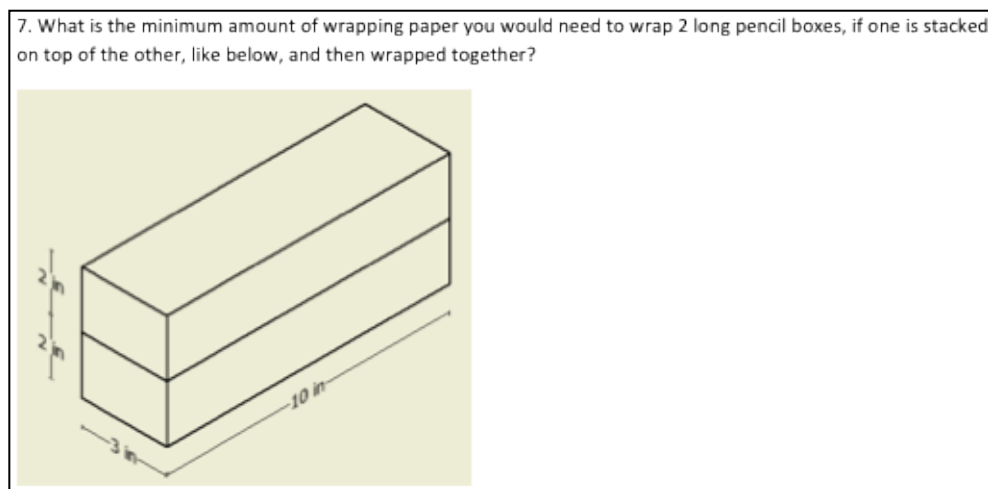 7. What is the minimum amount of wrapping paper you would need to wrap 2 long pencil boxes, if one is stacked
on top of the other, like below, and then wrapped together?
2 in
2 in
10 in
3 in